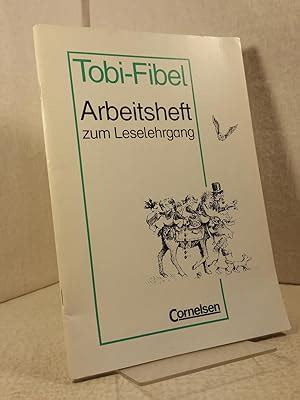 Tobi-Fibel
Arbeitsheft
zum Leselehrgang
Cornelsen